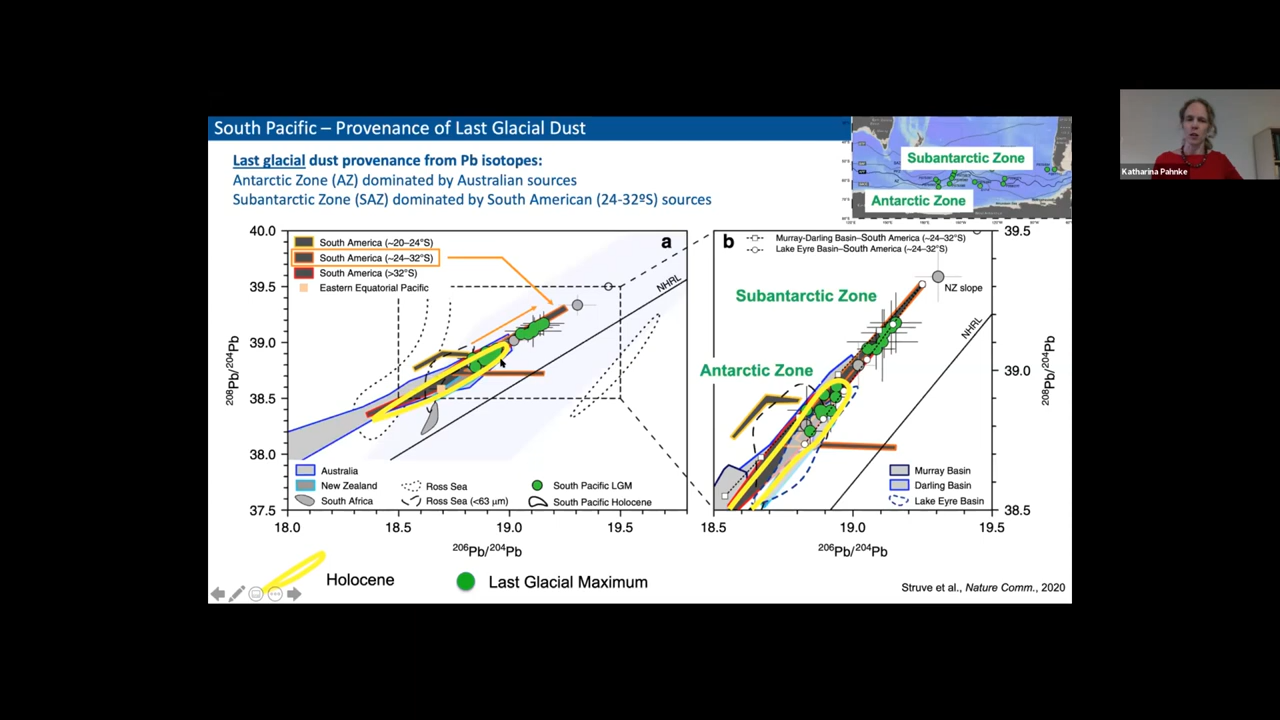 South Pacific – Provenance of Last Glacial Dust
Last glacial dust provenance from Pb isotopes:
Antarctic Zone (AZ) dominated by Australian sources
Subantarctic Zone (SAZ) dominated by South American (24-32ºS) sources
Subantarctic Zone
Antarctic Zone
Katharina Pahnke
a
South America (~20–24°S)
South America (~24–32°S)
South America (>32°S)
Eastern Equatorial Pacific
NHRL
40.0
39.5
39.0
38.5
38.0
37.5
²⁰⁸Pb/²⁰⁴Pb
Australia
New Zealand
South Africa
Ross Sea
Ross Sea (<63 µm)
South Pacific LGM
South Pacific Holocene
18.0
18.5
19.0
19.5
²⁰⁶Pb/²⁰⁴Pb
b
Murray-Darling Basin–South America (~24–32°S)
Lake Eyre Basin–South America (~24–32°S)
NZ slope
Subantarctic Zone
NHRL
Antarctic Zone
39.5
39.0
38.5
²⁰⁸Pb/²⁰⁴Pb
Murray Basin
Darling Basin
Lake Eyre Basin
18.5
19.0
19.5
²⁰⁶Pb/²⁰⁴Pb
Holocene
Last Glacial Maximum
Struve et al., Nature Comm., 2020